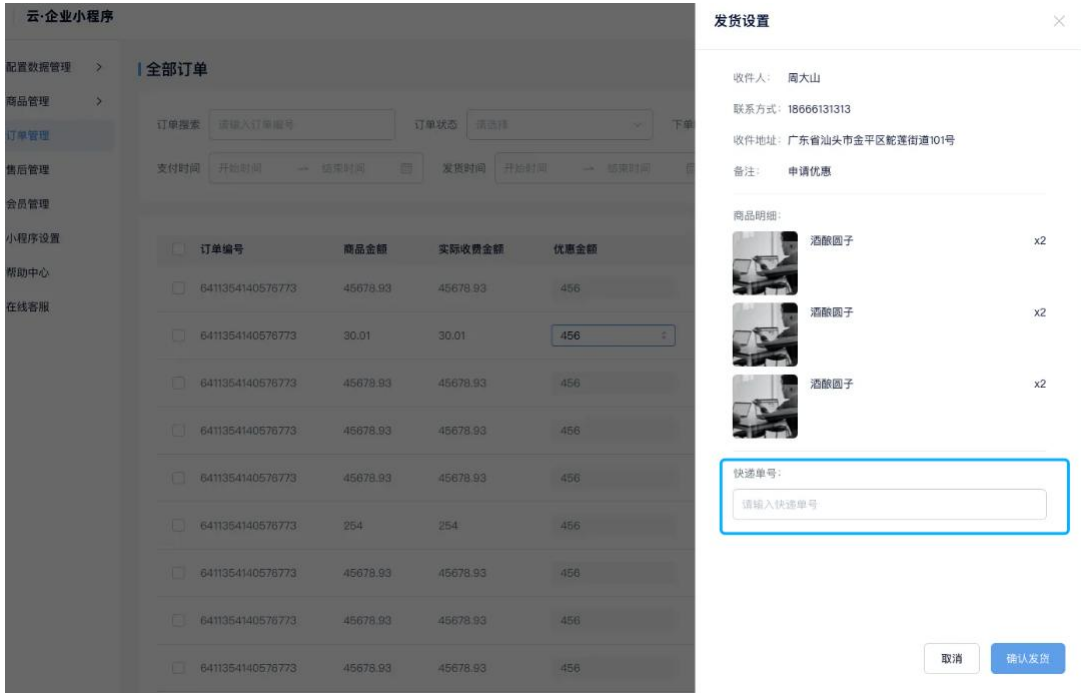 云·企业小程序
配置数据管理
商品管理
订单管理
售后管理
会员管理
小程序设置
帮助中心
在线客服
全部订单
订单搜索 请输入订单编号 订单状态 请选择 下单
支付时间 开始时间 → 结束时间 发货时间 开始时间 → 结束时间
订单编号 商品金额 实际收费金额 优惠金额
6411354140576773 45678.93 45678.93 456
6411354140576773 30.01 30.01 456
6411354140576773 45678.93 45678.93 456
6411354140576773 45678.93 45678.93 456
6411354140576773 45678.93 45678.93 456
6411354140576773 254 254 456
6411354140576773 45678.93 45678.93 456
6411354140576773 45678.93 45678.93 456
6411354140576773 45678.93 45678.93 456
发货设置
收件人: 周大山
联系方式: 18666131313
收件地址: 广东省汕头市金平区鮀莲街道101号
备注: 申请优惠
商品明细:
酒酿圆子 x2
酒酿圆子 x2
酒酿圆子 x2
快递单号:
请输入快递单号
取消 确认发货